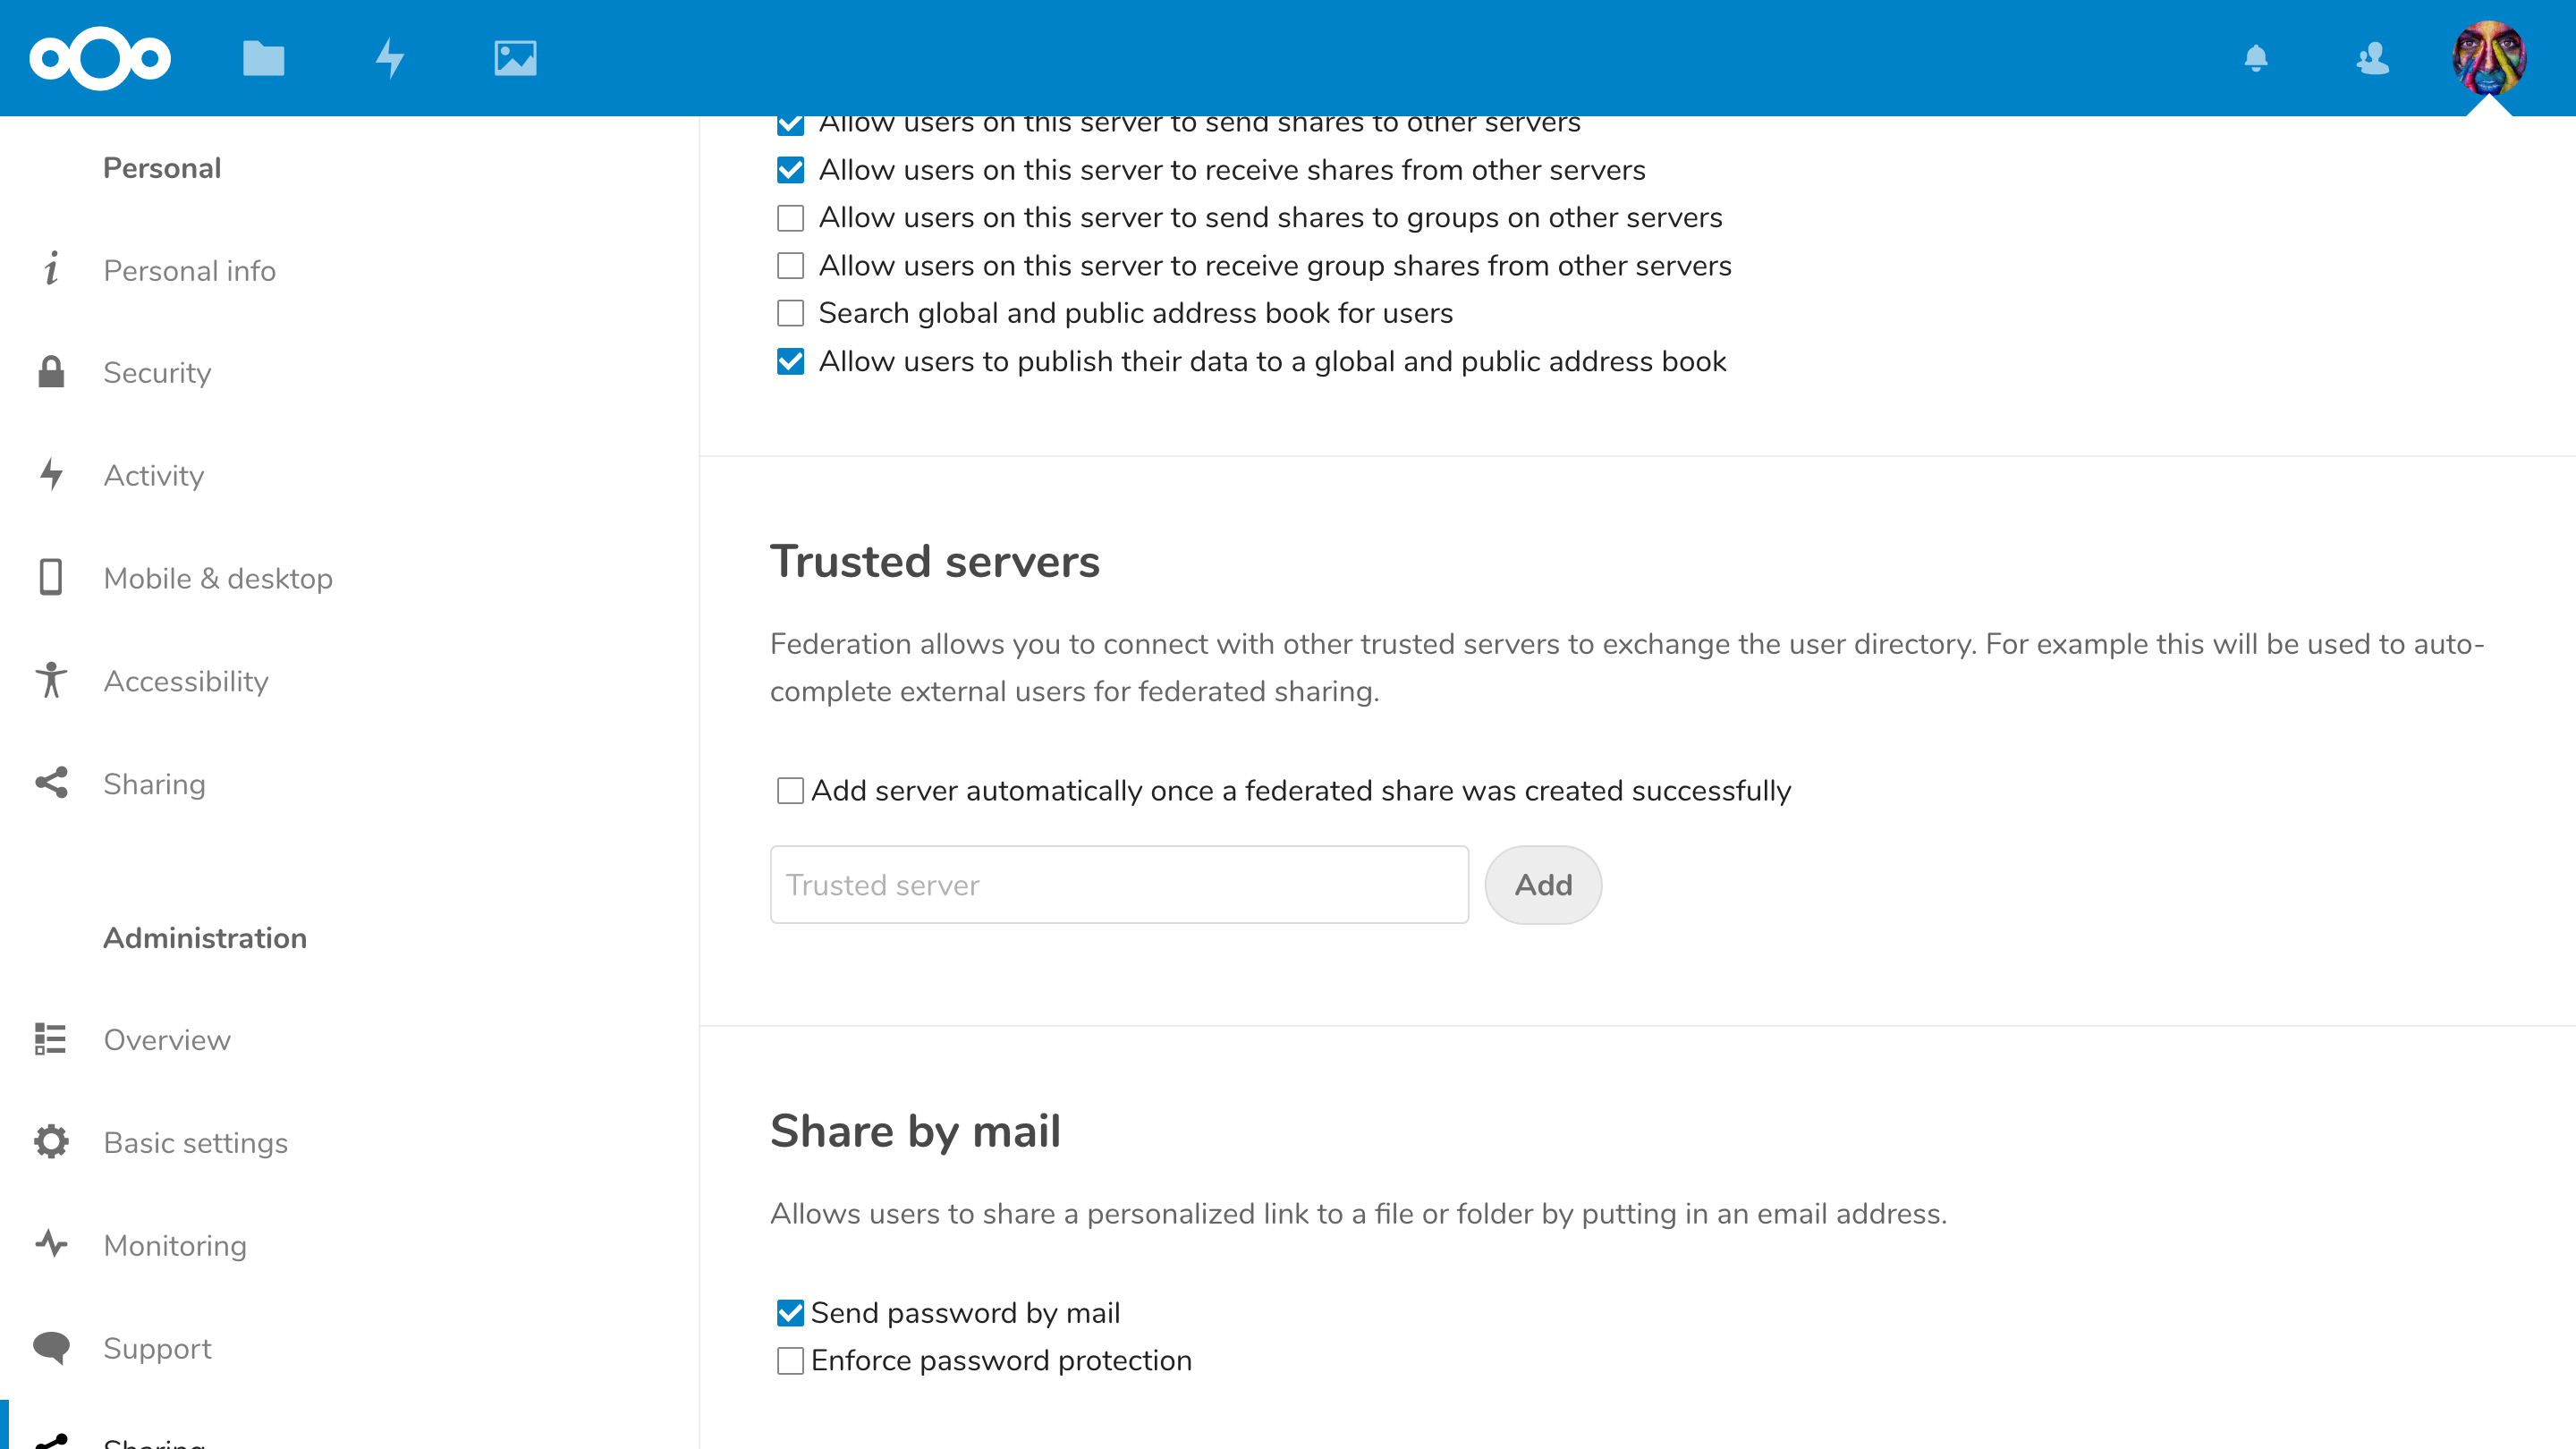 Allow users on this server to send shares to other servers
Personal
Allow users on this server to receive shares from other servers
Allow users on this server to send shares to groups on other servers
Personal info
Allow users on this server to receive group shares from other servers
Search global and public address book for users
Security
Allow users to publish their data to a global and public address book
Activity
Mobile & desktop
Accessibility
Sharing
Trusted servers
Federation allows you to connect with other trusted servers to exchange the user directory. For example this will be used to auto-
complete external users for federated sharing.
Add server automatically once a federated share was created successfully
Trusted server
Add
Administration
Overview
Basic settings
Monitoring
Support
Sharing
Share by mail
Allows users to share a personalized link to a file or folder by putting in an email address.
Send password by mail
Enforce password protection